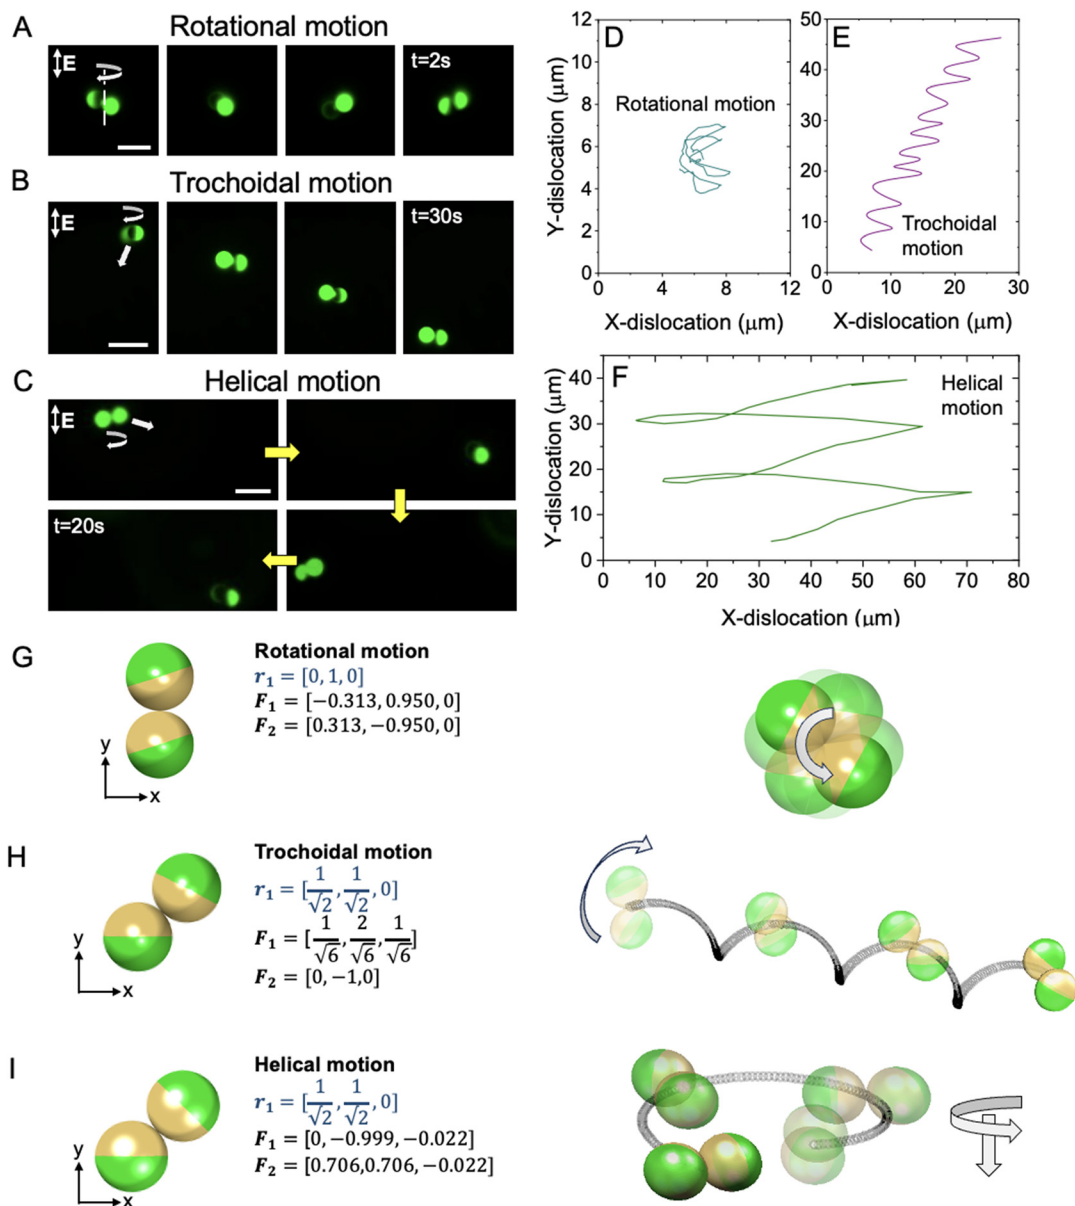 A
Rotational motion
E
t=2s
B
Trochoidal motion
E
t=30s
C
Helical motion
E
t=20s
D
Rotational motion
Y-dislocation (μm)
12
10
8
6
4
2
0
0 4 8 12
X-dislocation (μm)
E
Trochoidal
motion
50
40
30
20
10
0
0 10 20 30
X-dislocation (μm)
F
Helical
motion
Y-dislocation (μm)
40
30
20
10
0
0 10 20 30 40 50 60 70 80
X-dislocation (μm)
G
Rotational motion
r₁ = [0, 1, 0]
F₁ = [−0.313, 0.950, 0]
F₂ = [0.313, −0.950, 0]
y
x
H
Trochoidal motion
r₁ = [1/√2, 1/√2, 0]
F₁ = [1/√6, 2/√6, 1/√6]
F₂ = [0, −1,0]
y
x
I
Helical motion
r₁ = [1/√2, 1/√2, 0]
F₁ = [0, −0.999, −0.022]
F₂ = [0.706,0.706, −0.022]
y
x